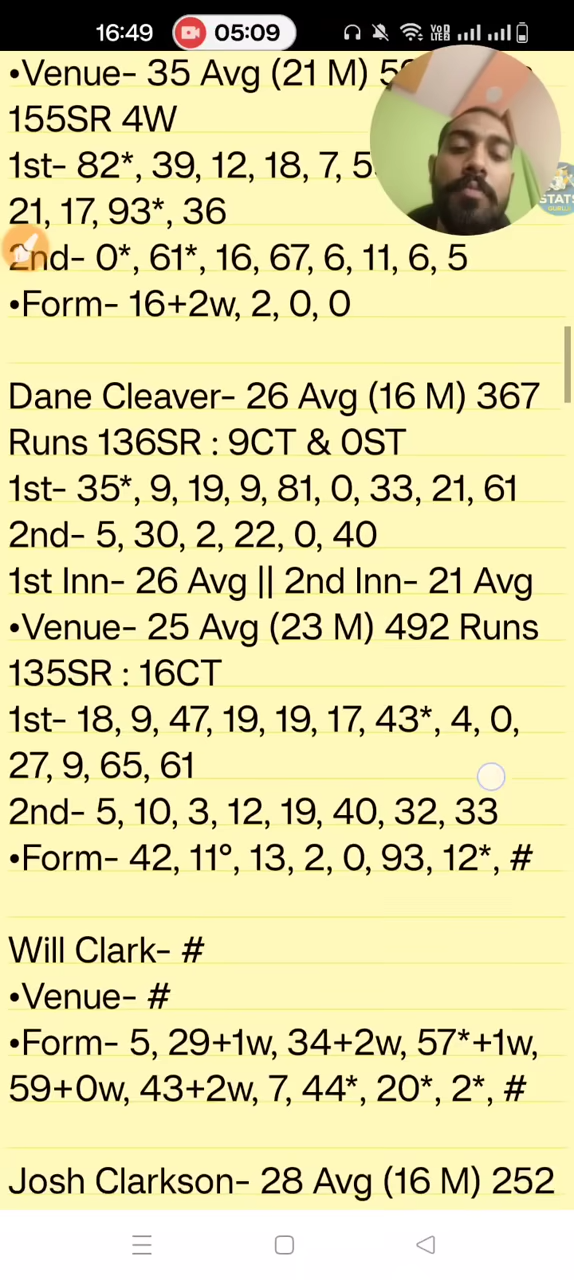 16:49
05:09
•Venue- 35 Avg (21 M)
155SR 4W
1st- 82*, 39, 12, 18, 7,
21, 17, 93*, 36
2nd- 0*, 61*, 16, 67, 6, 11, 6, 5
•Form- 16+2w, 2, 0, 0
Dane Cleaver- 26 Avg (16 M) 367
Runs 136SR : 9CT & 0ST
1st- 35*, 9, 19, 9, 81, 0, 33, 21, 61
2nd- 5, 30, 2, 22, 0, 40
1st Inn- 26 Avg || 2nd Inn- 21 Avg
•Venue- 25 Avg (23 M) 492 Runs
135SR : 16CT
1st- 18, 9, 47, 19, 19, 17, 43*, 4, 0,
27, 9, 65, 61
2nd- 5, 10, 3, 12, 19, 40, 32, 33
•Form- 42, 11°, 13, 2, 0, 93, 12*, #
Will Clark- #
•Venue- #
•Form- 5, 29+1w, 34+2w, 57*+1w,
59+0w, 43+2w, 7, 44*, 20*, 2*, #
Josh Clarkson- 28 Avg (16 M) 252